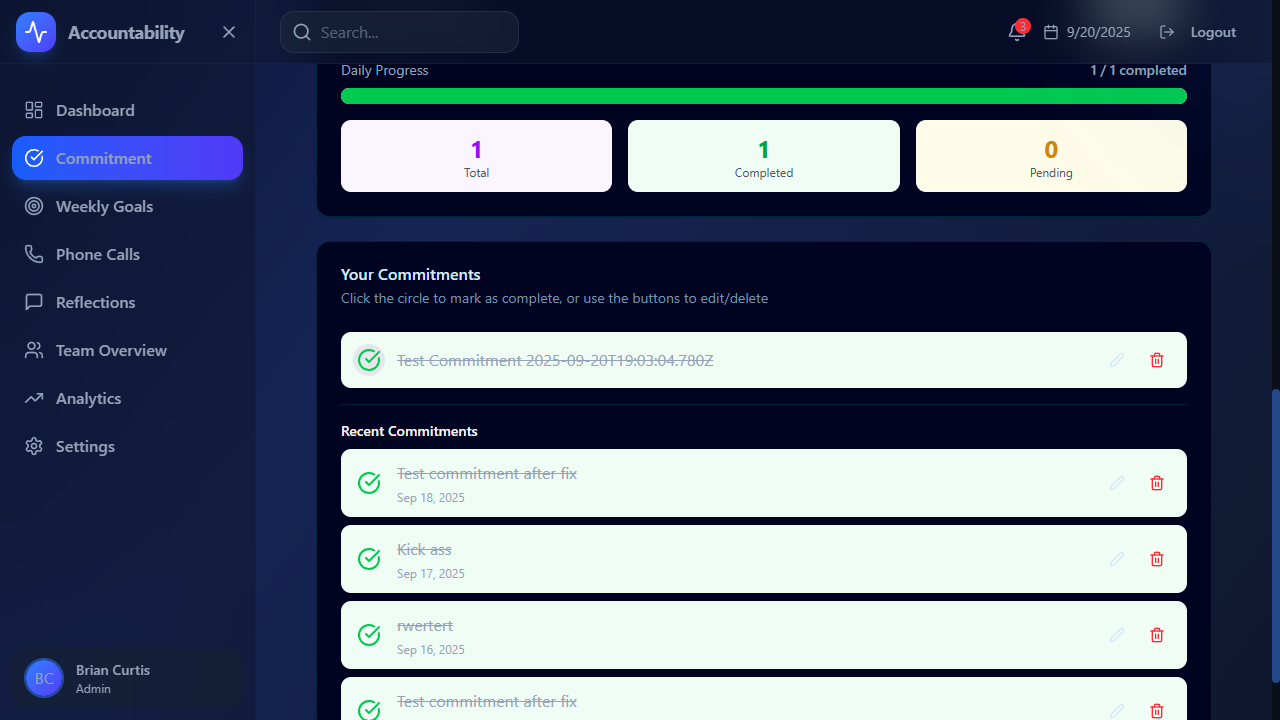 Accountability
Search...
3
9/20/2025
Logout
Dashboard
Commitment
Weekly Goals
Phone Calls
Reflections
Team Overview
Analytics
Settings
BC
Brian Curtis
Admin
Daily Progress
1 / 1 completed
1
Total
1
Completed
0
Pending
Your Commitments
Click the circle to mark as complete, or use the buttons to edit/delete
Test Commitment 2025-09-20T19:03:04.780Z
Recent Commitments
Test commitment after fix
Sep 18, 2025
Kick ass
Sep 17, 2025
rwertert
Sep 16, 2025
Test commitment after fix